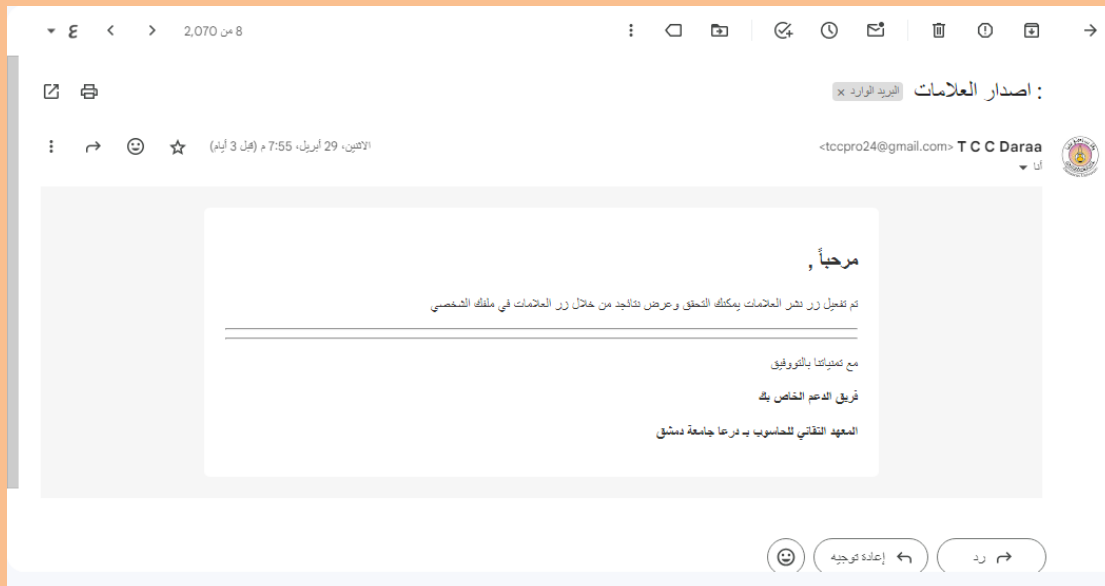 8 من 2,070
ع
: اصدار العلامات
البريد الوارد x
T C C Daraa <tccpro24@gmail.com>
الاثنين، 29 أبريل، 7:55 م (قبل 3 أيام)
أنا
مرحباً ,
تم تفعيل زر نشر العلامات يمكنك التحقق وعرض نتائجد من خلال زر العلامات في ملفك الشخصي
مع تمنياتنا بالتووفيق
فريق الدعم الخاص بك
المعهد التقاني للحاسوب بـ درعا جامعة دمشق
رد
إعادة توجيه